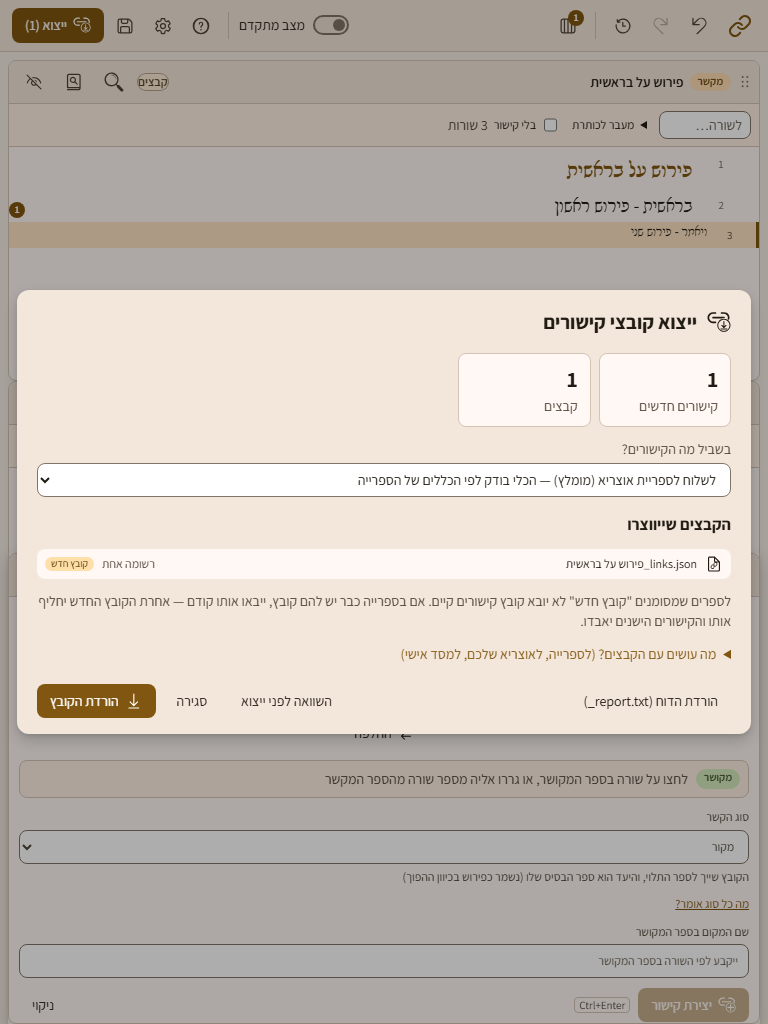 1
מצב מתקדם
ייצוא (1)
מקשר
פירוש על בראשית
קבצים
לשורה...
מעבר לכותרת
בלי קישור
3 שורות
1
פירוש על בראשית
2
בראשית - פירוש ראשון
1
3
ויאמר - פירוש שני
ייצוא קובצי קישורים
1
קישורים חדשים
1
קבצים
בשביל מה הקישורים?
לשלוח לספריית אוצריא (מומלץ) — הכלי בודק לפי הכללים של הספרייה
הקבצים שייווצרו
פירוש על בראשית_links.json
רשומה אחת
קובץ חדש
לספרים שמסומנים "קובץ חדש" לא יובא קובץ קישורים קיים. אם בספרייה כבר יש להם קובץ, ייבאו אותו קודם — אחרת הקובץ החדש יחליף
אותו והקישורים הישנים יאבדו.
מה עושים עם הקבצים? (לספרייה, לאוצריא שלכם, למסד אישי)
הורדת הדוח (_report.txt)
השוואה לפני ייצוא
סגירה
הורדת הקובץ
מקושר
לחצו על שורה בספר המקושר, או גררו אליה מספר שורה מהספר המקשר
סוג הקשר
מקור
הקובץ שייך לספר התלוי, והיעד הוא ספר הבסיס שלו (נשמר כפירוש בכיוון ההפוך)
מה כל סוג אומר?
שם המקום בספר המקושר
ייקבע לפי השורה בספר המקושר
יצירת קישור
Ctrl+Enter
ניקוי